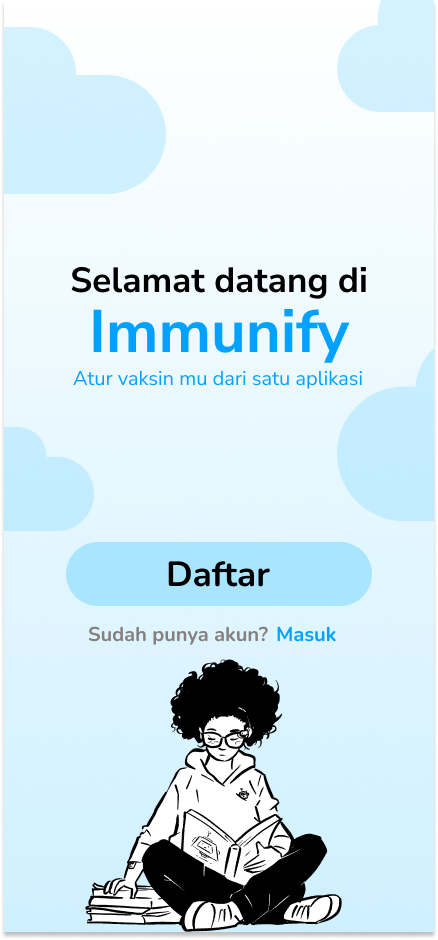 Selamat datang di
Immunify
Atur vaksin mu dari satu aplikasi
Daftar
Sudah punya akun? Masuk